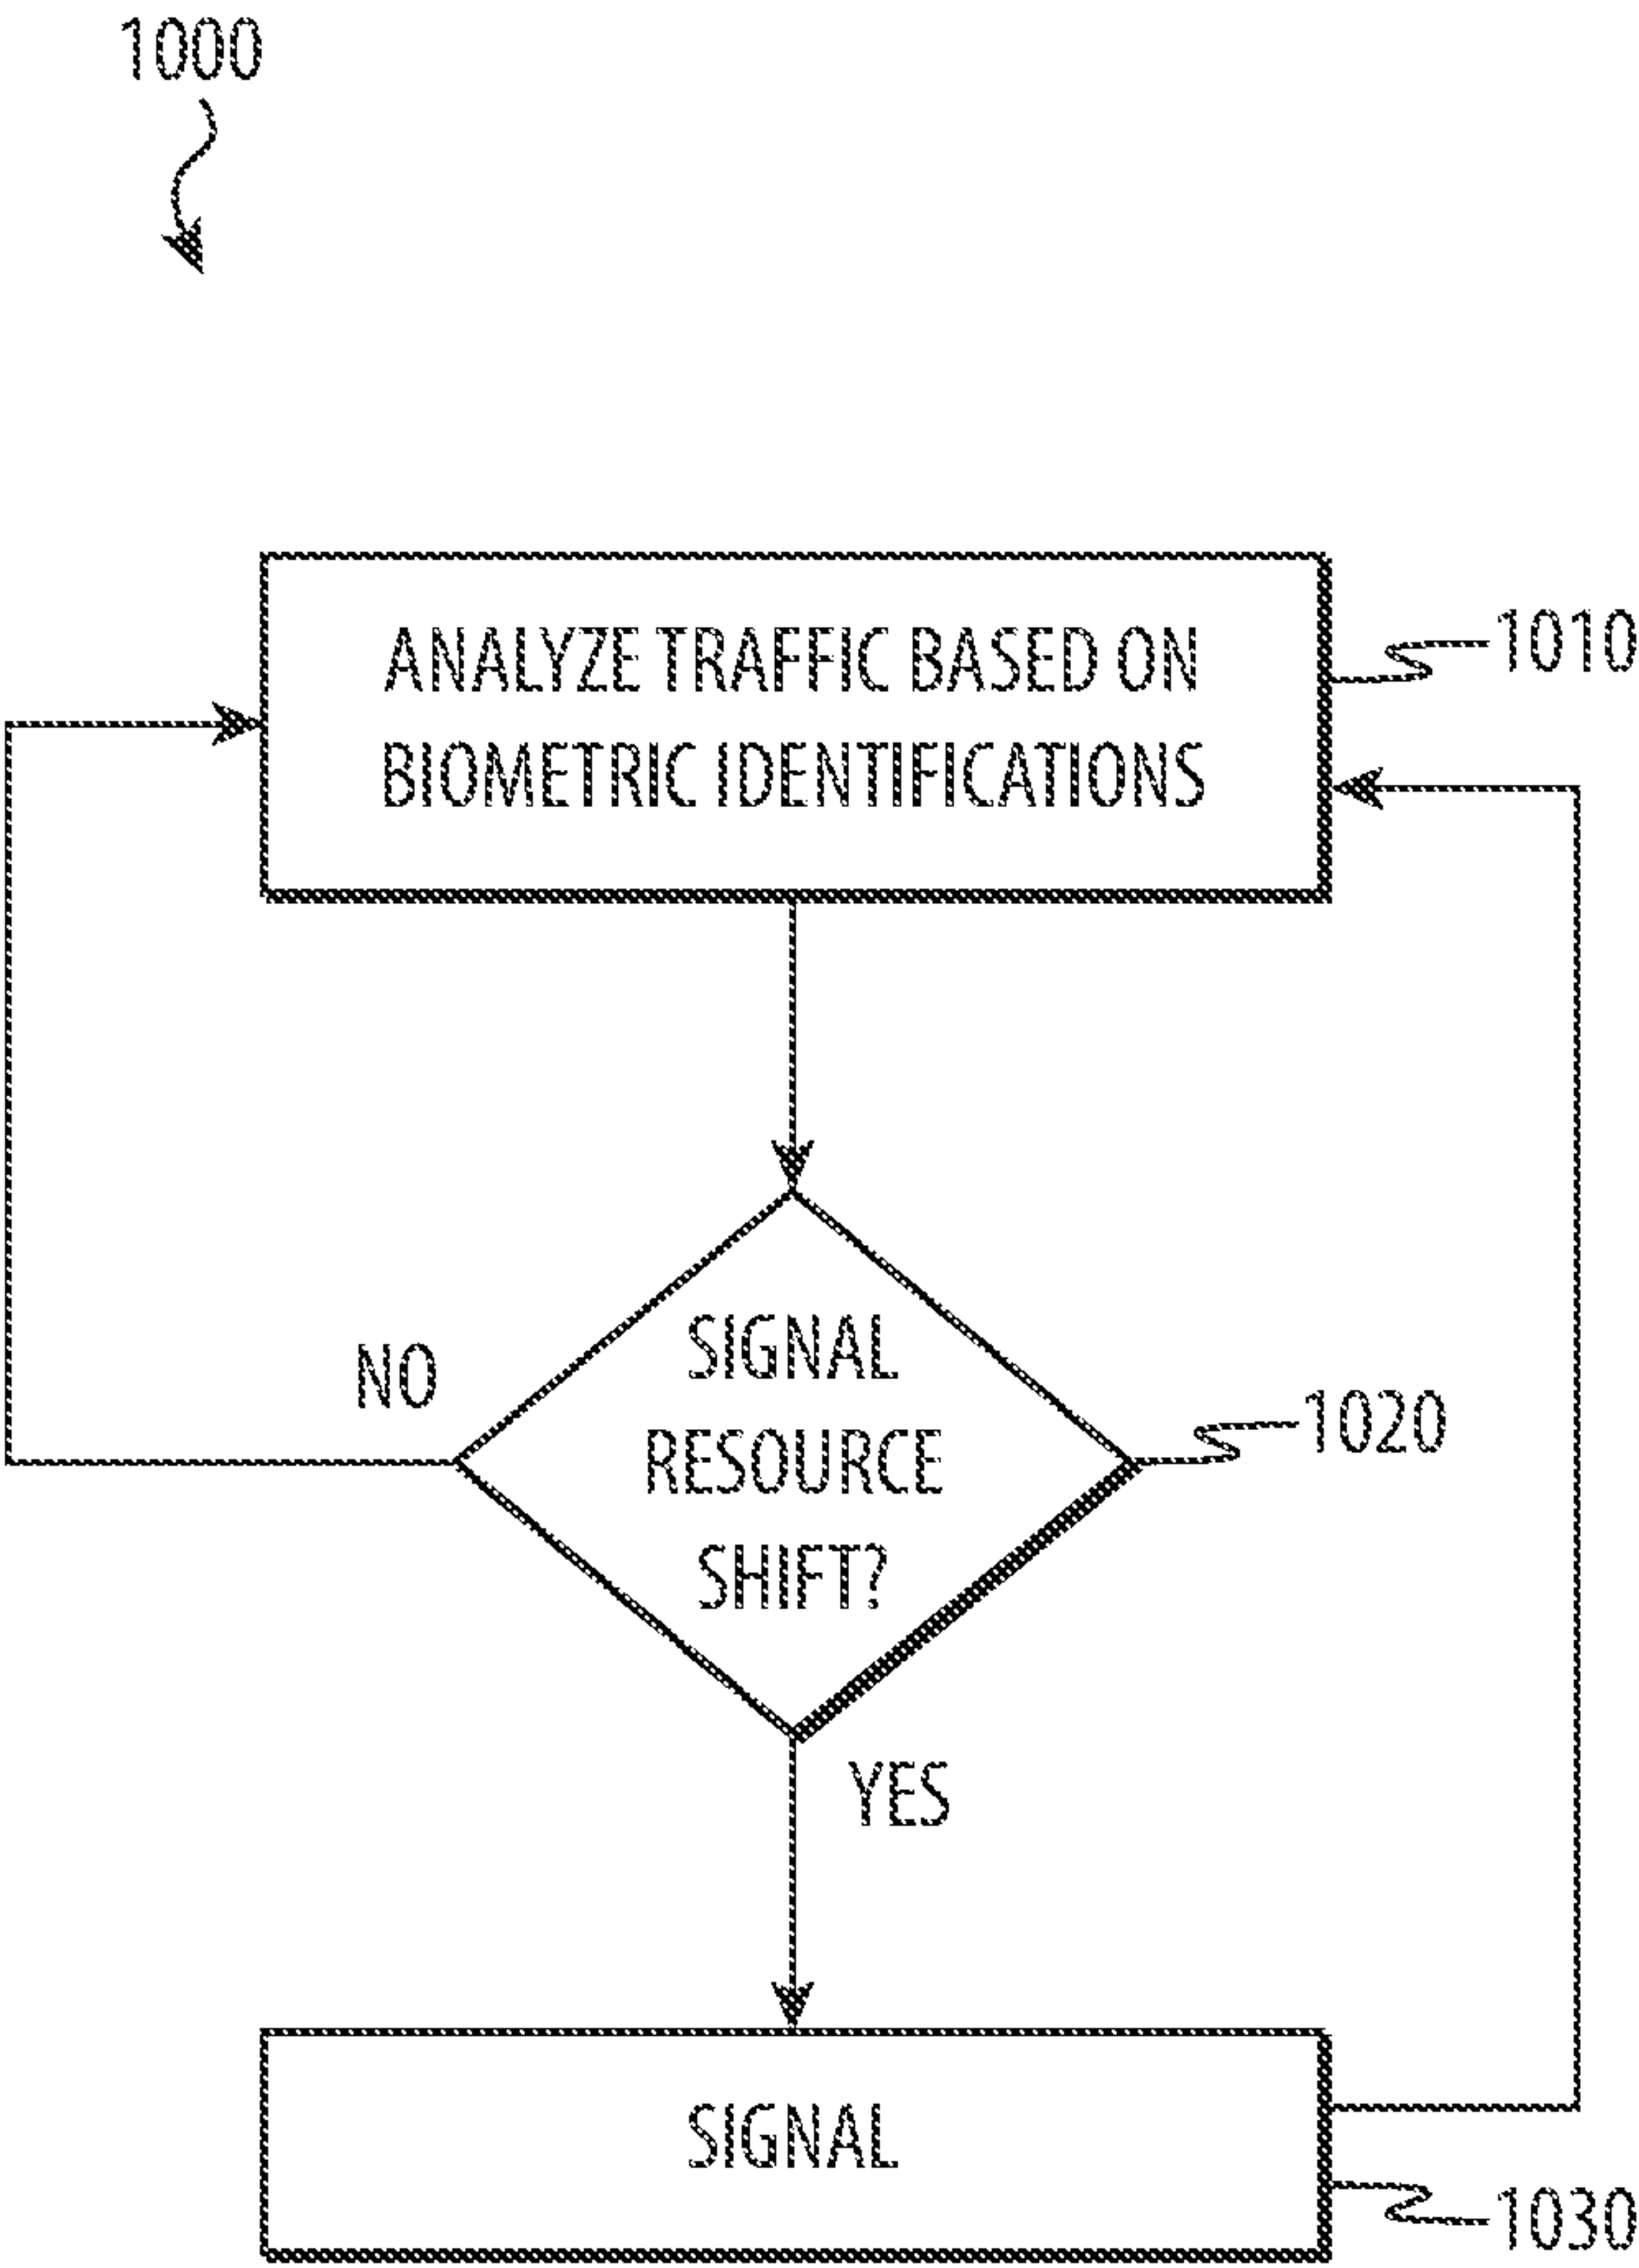 1000
ANALYZE TRAFFIC BASED ON
BIOMETRIC IDENTIFICATIONS
1010
SIGNAL
RESOURCE
SHIFT?
NO
1020
YES
SIGNAL
1030